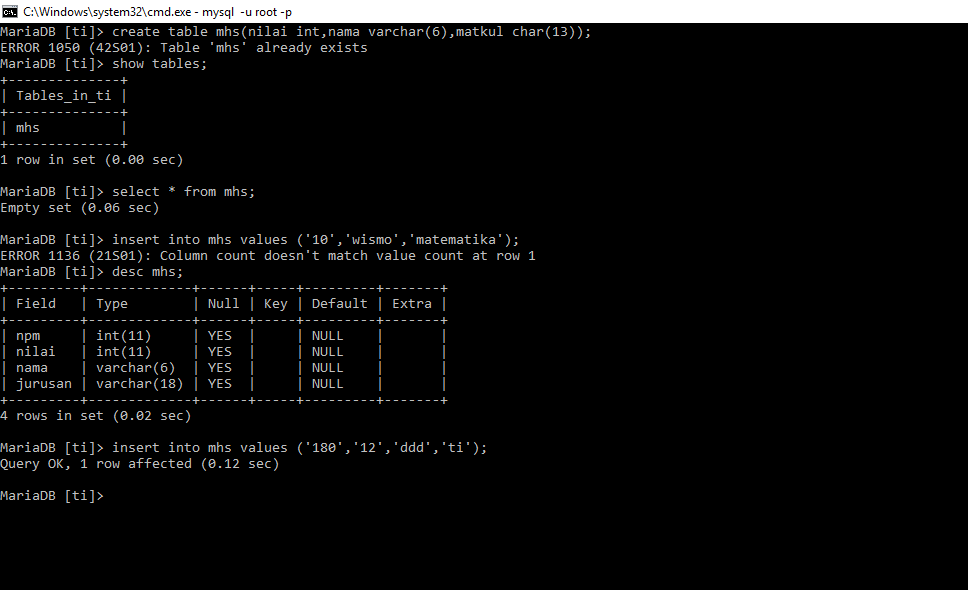 C:\Windows\system32\cmd.exe - mysql -u root -p
MariaDB [ti]> create table mhs(nilai int,nama varchar(6),matkul char(13));
ERROR 1050 (42S01): Table 'mhs' already exists
MariaDB [ti]> show tables;
+--------------+
| Tables_in_ti |
+--------------+
| mhs          |
+--------------+
1 row in set (0.00 sec)

MariaDB [ti]> select * from mhs;
Empty set (0.06 sec)

MariaDB [ti]> insert into mhs values ('10','wismo','matematika');
ERROR 1136 (21S01): Column count doesn't match value count at row 1
MariaDB [ti]> desc mhs;
+---------+-------------+------+-----+---------+-------+
| Field   | Type        | Null | Key | Default | Extra |
+---------+-------------+------+-----+---------+-------+
| npm     | int(11)     | YES  |     | NULL    |       |
| nilai   | int(11)     | YES  |     | NULL    |       |
| nama    | varchar(6)  | YES  |     | NULL    |       |
| jurusan | varchar(18) | YES  |     | NULL    |       |
+---------+-------------+------+-----+---------+-------+
4 rows in set (0.02 sec)

MariaDB [ti]> insert into mhs values ('180','12','ddd','ti');
Query OK, 1 row affected (0.12 sec)

MariaDB [ti]>